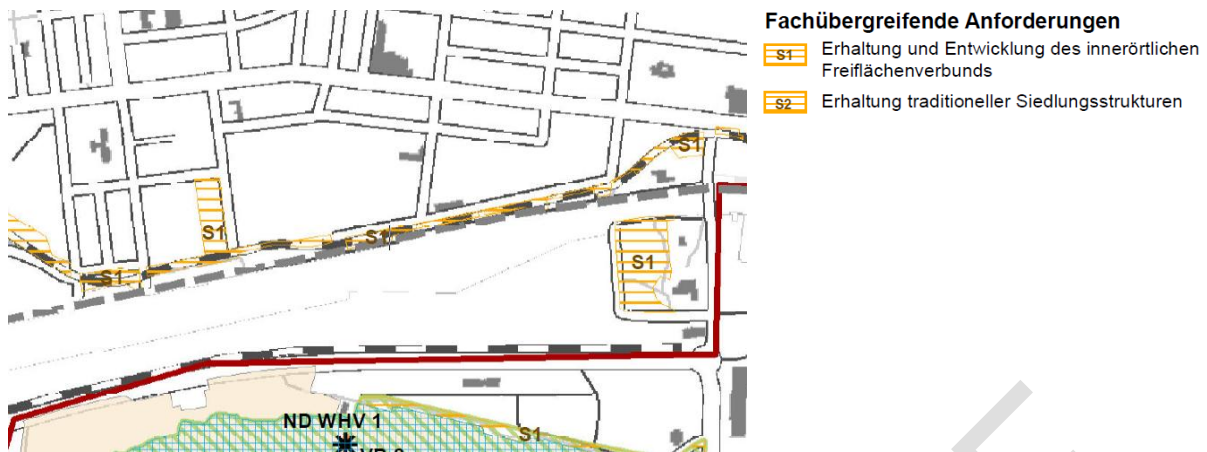 Fachübergreifende Anforderungen
S1 Erhaltung und Entwicklung des innerörtlichen
Freiflächenverbunds
S2 Erhaltung traditioneller Siedlungsstrukturen
S1
S1
S1
S1
S1
ND WHV 1
S1